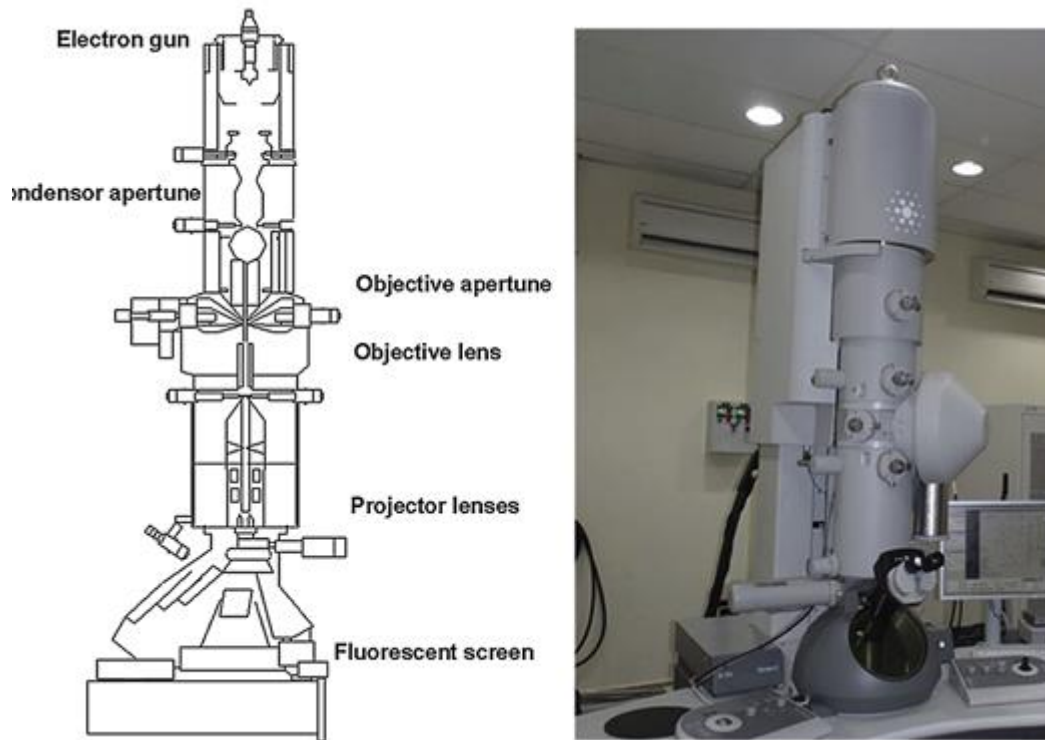 Electron gun
ondensor apertune
Objective apertune
Objective lens
Projector lenses
Fluorescent screen